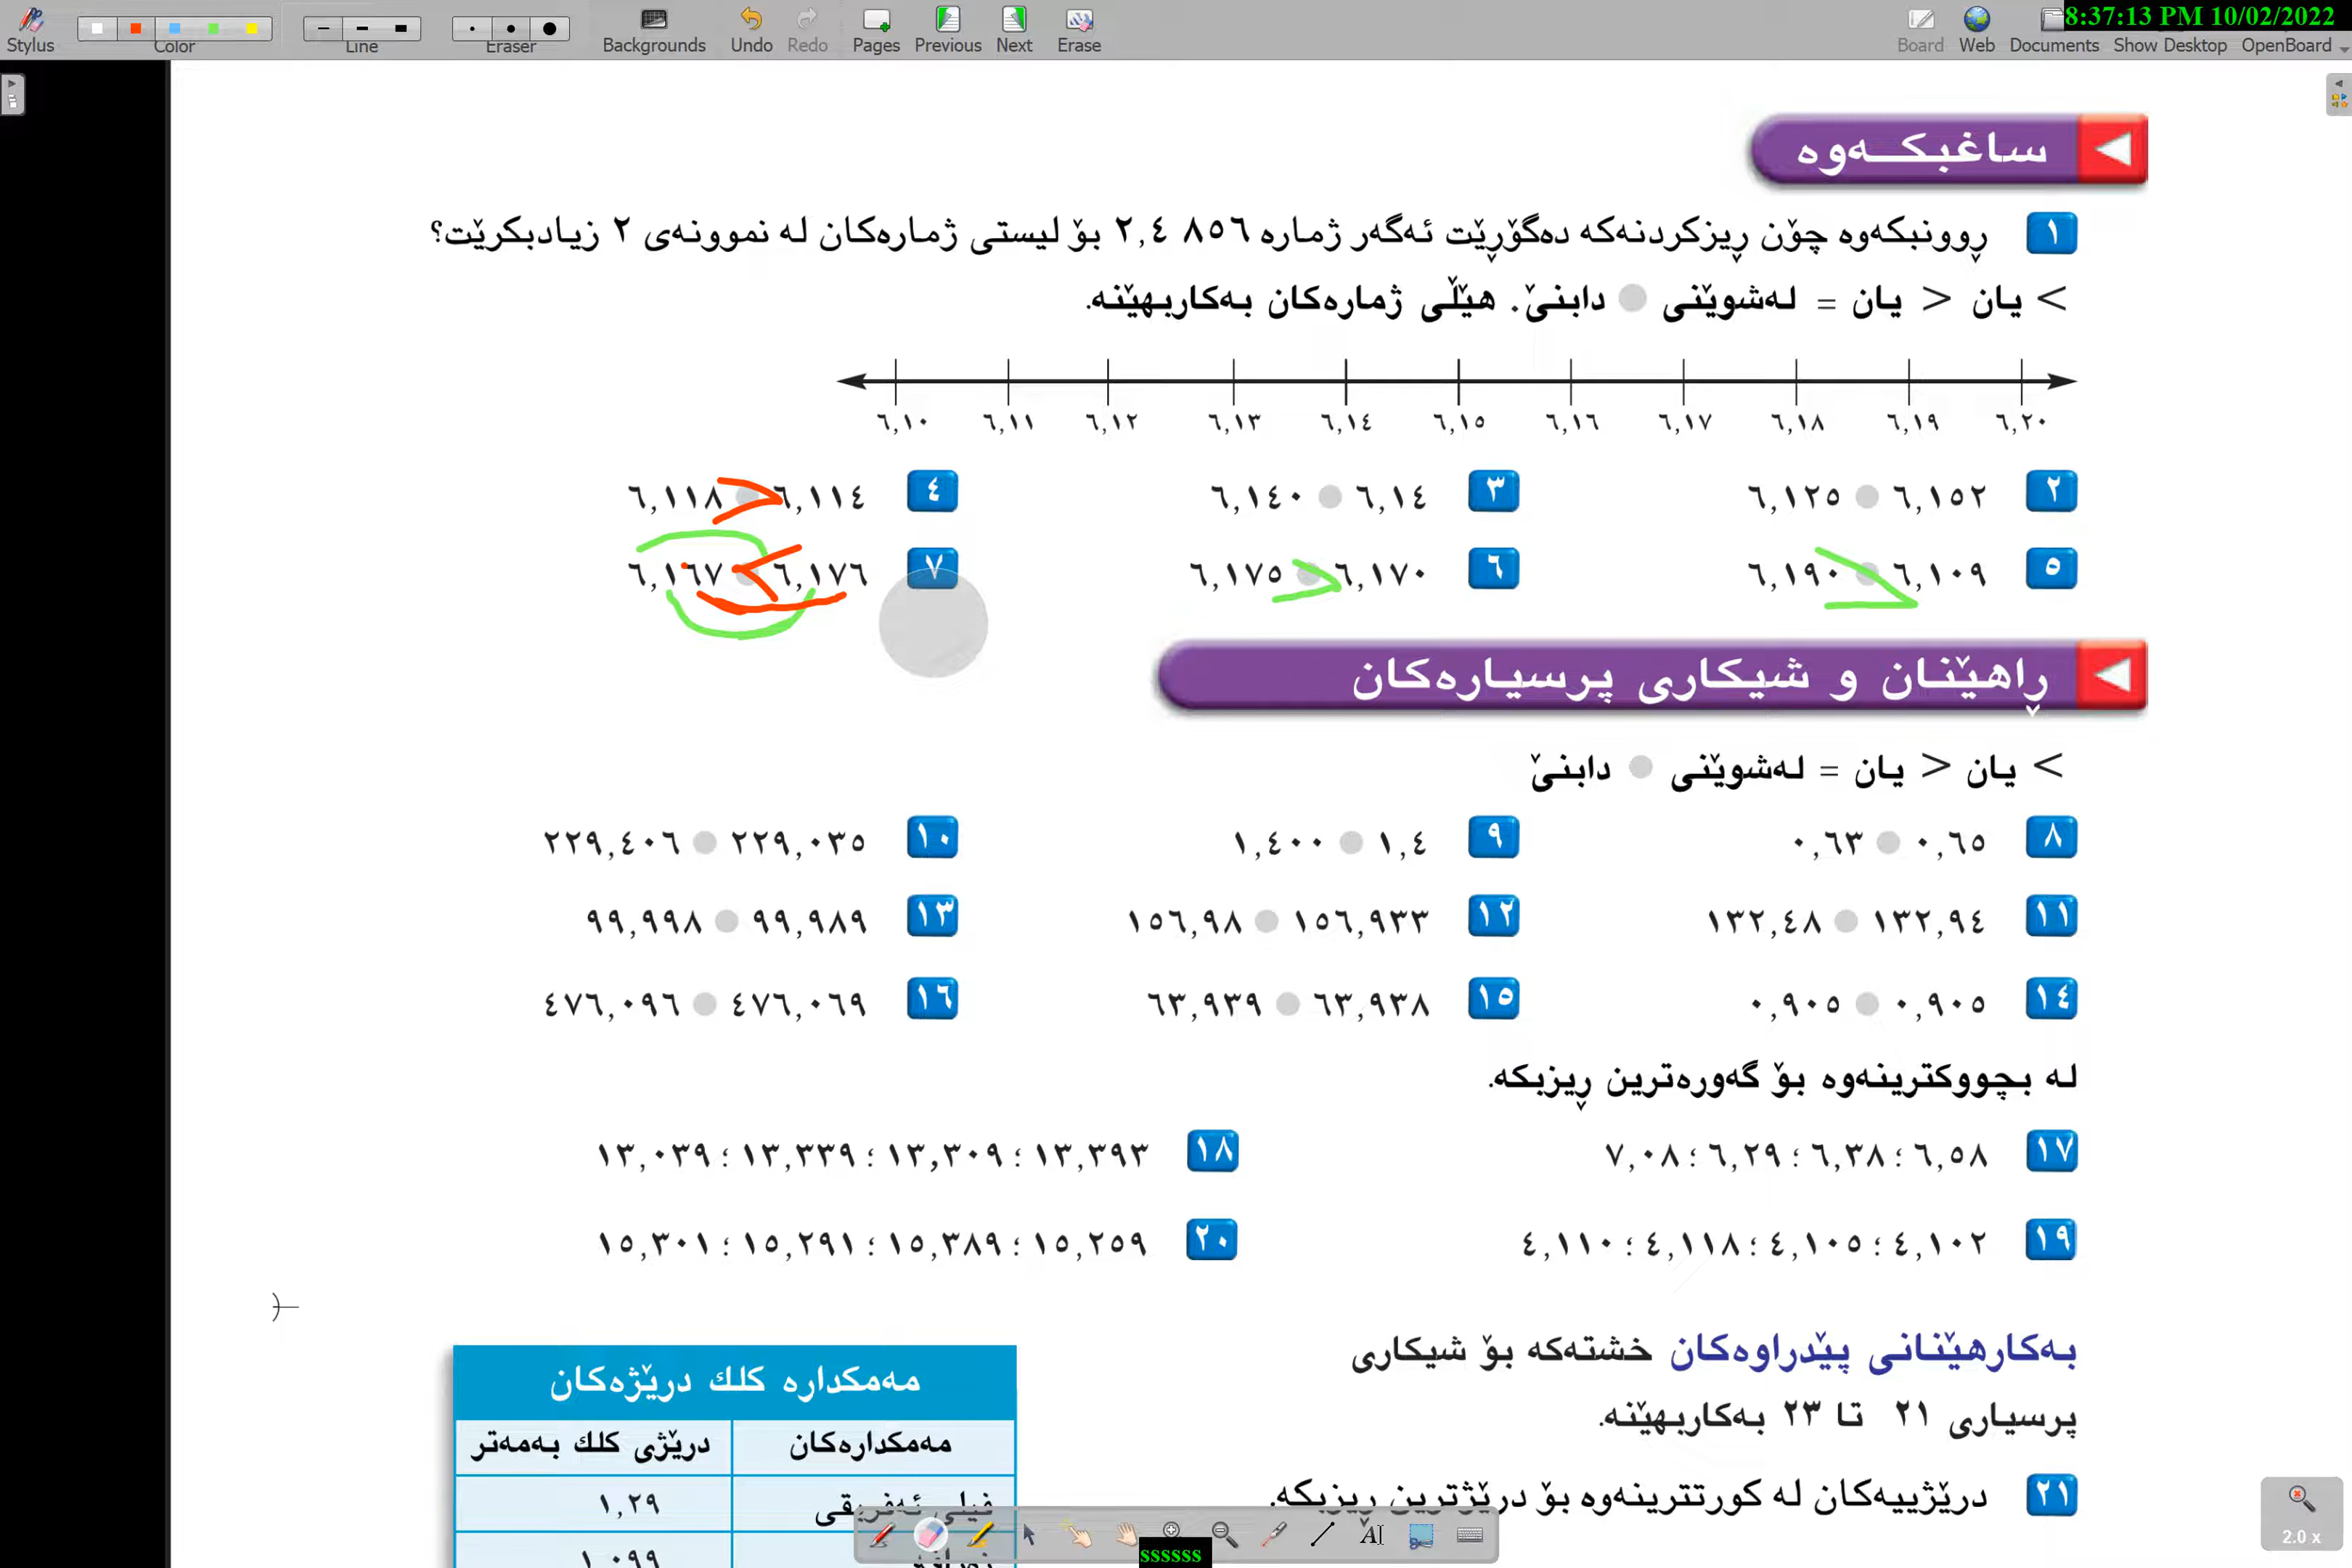 Stylus Color Line Eraser Backgrounds Undo Redo Pages Previous Next Erase Board Web Documents Show Desktop OpenBoard
8:37:13 PM 10/02/2022
ساغبکەوە
١ ڕوونبکەوە چۆن ڕیزکردنەکە دەگۆڕێت ئەگەر ژمارە ٢,٤ ٨٥٦ بۆ لیستی ژمارەکان لە نموونەی ٢ زیادبکرێت؟
< یان > یان = لەشوێنی ● دابنێ. هێڵی ژمارەکان بەکاربهێنە.
٦,١٠ ٦,١١ ٦,١٢ ٦,١٣ ٦,١٤ ٦,١٥ ٦,١٦ ٦,١٧ ٦,١٨ ٦,١٩ ٦,٢٠
٢ ٦,١٢٥ ● ٦,١٥٢ ٣ ٦,١٤٠ ● ٦,١٤ ٤ ٦,١١٨ > ٦,١١٤
٥ ٦,١٩٠ > ٦,١٠٩ ٦ ٦,١٧٥ > ٦,١٧٠ ٧ ٦,١٦٧ < ٦,١٧٦
ڕاهێنان و شیکاری پرسیارەکان
< یان > یان = لەشوێنی ● دابنێ
٨ ٠,٦٣ ● ٠,٦٥ ٩ ١,٤٠٠ ● ١,٤ ١٠ ٢٢٩,٤٠٦ ● ٢٢٩,٠٣٥
١١ ١٣٢,٤٨ ● ١٣٢,٩٤ ١٢ ١٥٦,٩٨ ● ١٥٦,٩٣٣ ١٣ ٩٩,٩٩٨ ● ٩٩,٩٨٩
١٤ ٠,٩٠٥ ● ٠,٩٠٥ ١٥ ٦٣,٩٣٩ ● ٦٣,٩٣٨ ١٦ ٤٧٦,٠٩٦ ● ٤٧٦,٠٦٩
لە بچووکترینەوە بۆ گەورەترین ڕیزبکە.
١٧ ٧,٠٨ ؛ ٦,٢٩ ؛ ٦,٣٨ ؛ ٦,٥٨ ١٨ ١٣,٠٣٩ ؛ ١٣,٣٣٩ ؛ ١٣,٣٠٩ ؛ ١٣,٣٩٣
١٩ ٤,١١٠ ؛ ٤,١١٨ ؛ ٤,١٠٥ ؛ ٤,١٠٢ ٢٠ ١٥,٣٠١ ؛ ١٥,٢٩١ ؛ ١٥,٣٨٩ ؛ ١٥,٢٥٩
بەکارهێنانی پێدراوەکان خشتەکە بۆ شیکاری
پرسیاری ٢١ تا ٢٣ بەکاربهێنە.
٢١ درێژییەکان لە کورتترینەوە بۆ درێژترین ڕیزبکە.
مەمکدارە کلك درێژەکان
مەمکدارەکان درێژی کلك بەمەتر
فیلی ئەفریقی ١,٢٩
١,٠٩٩
ssssss
2.0 x